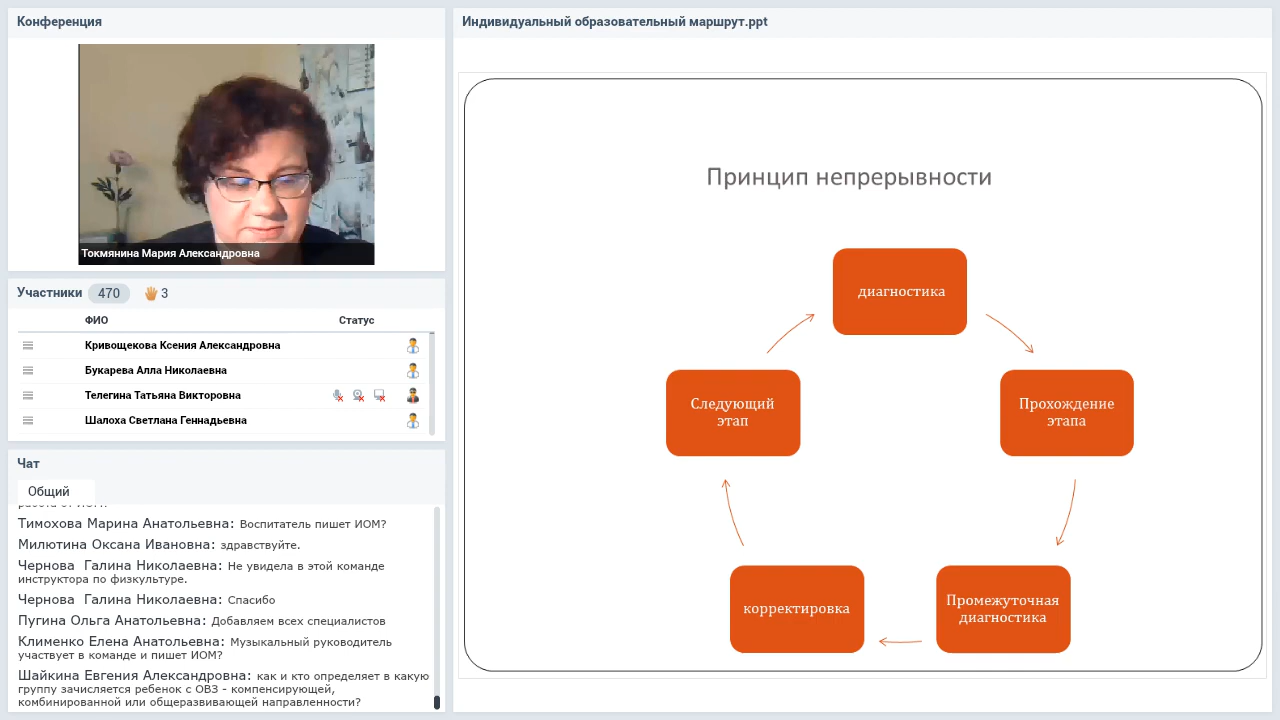 Конференция
Токмянина Мария Александровна
Участники 470 3
ФИО Статус
Кривощекова Ксения Александровна
Букарева Алла Николаевна
Телегина Татьяна Викторовна
Шалоха Светлана Геннадьевна
Чат
Общий
Тимохова Марина Анатольевна: Воспитатель пишет ИОМ?
Милютина Оксана Ивановна: здравствуйте.
Чернова Галина Николаевна: Не увидела в этой команде
инструктора по физкультуре.
Чернова Галина Николаевна: Спасибо
Пугина Ольга Анатольевна: Добавляем всех специалистов
Клименко Елена Анатольевна: Музыкальный руководитель
участвует в команде и пишет ИОМ?
Шайкина Евгения Александровна: как и кто определяет в какую
группу зачисляется ребенок с ОВЗ - компенсирующей,
комбинированной или общеразвивающей направленности?
Индивидуальный образовательный маршрут.ppt
Принцип непрерывности
диагностика
Прохождение
этапа
Промежуточная
диагностика
корректировка
Следующий
этап